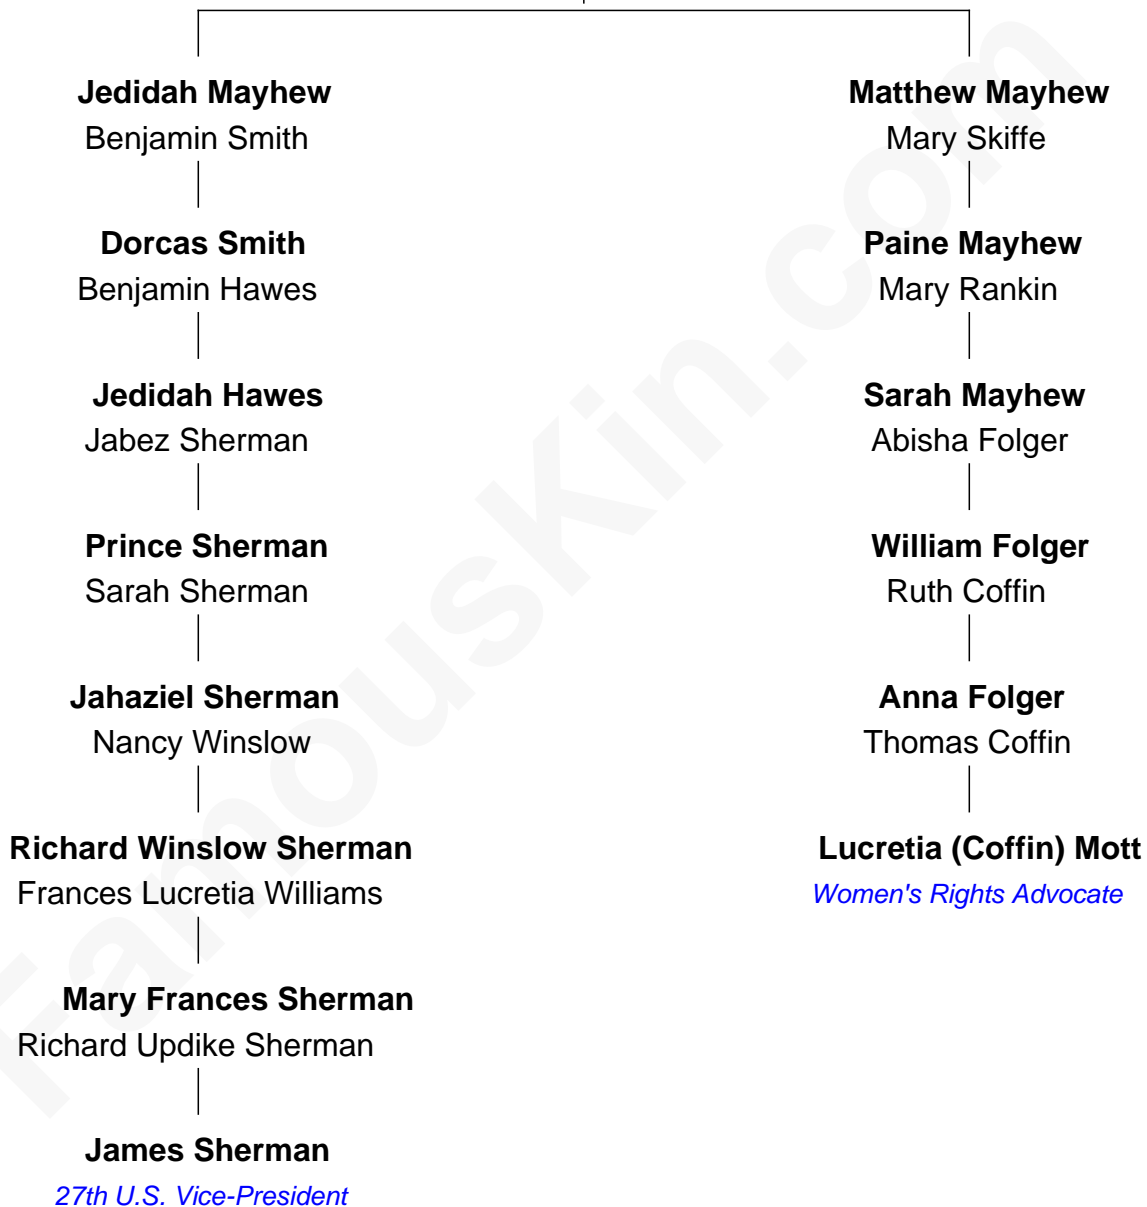 Jedidah Mayhew
Benjamin Smith
Dorcas Smith
Benjamin Hawes
Jedidah Hawes
Jabez Sherman
Prince Sherman
Sarah Sherman
Jahaziel Sherman
Nancy Winslow
Richard Winslow Sherman
Frances Lucretia Williams
Mary Frances Sherman
Richard Updike Sherman
James Sherman
27th U.S. Vice-President
Matthew Mayhew
Mary Skiffe
Paine Mayhew
Mary Rankin
Sarah Mayhew
Abisha Folger
William Folger
Ruth Coffin
Anna Folger
Thomas Coffin
Lucretia (Coffin) Mott
Women's Rights Advocate
FamousKin.com